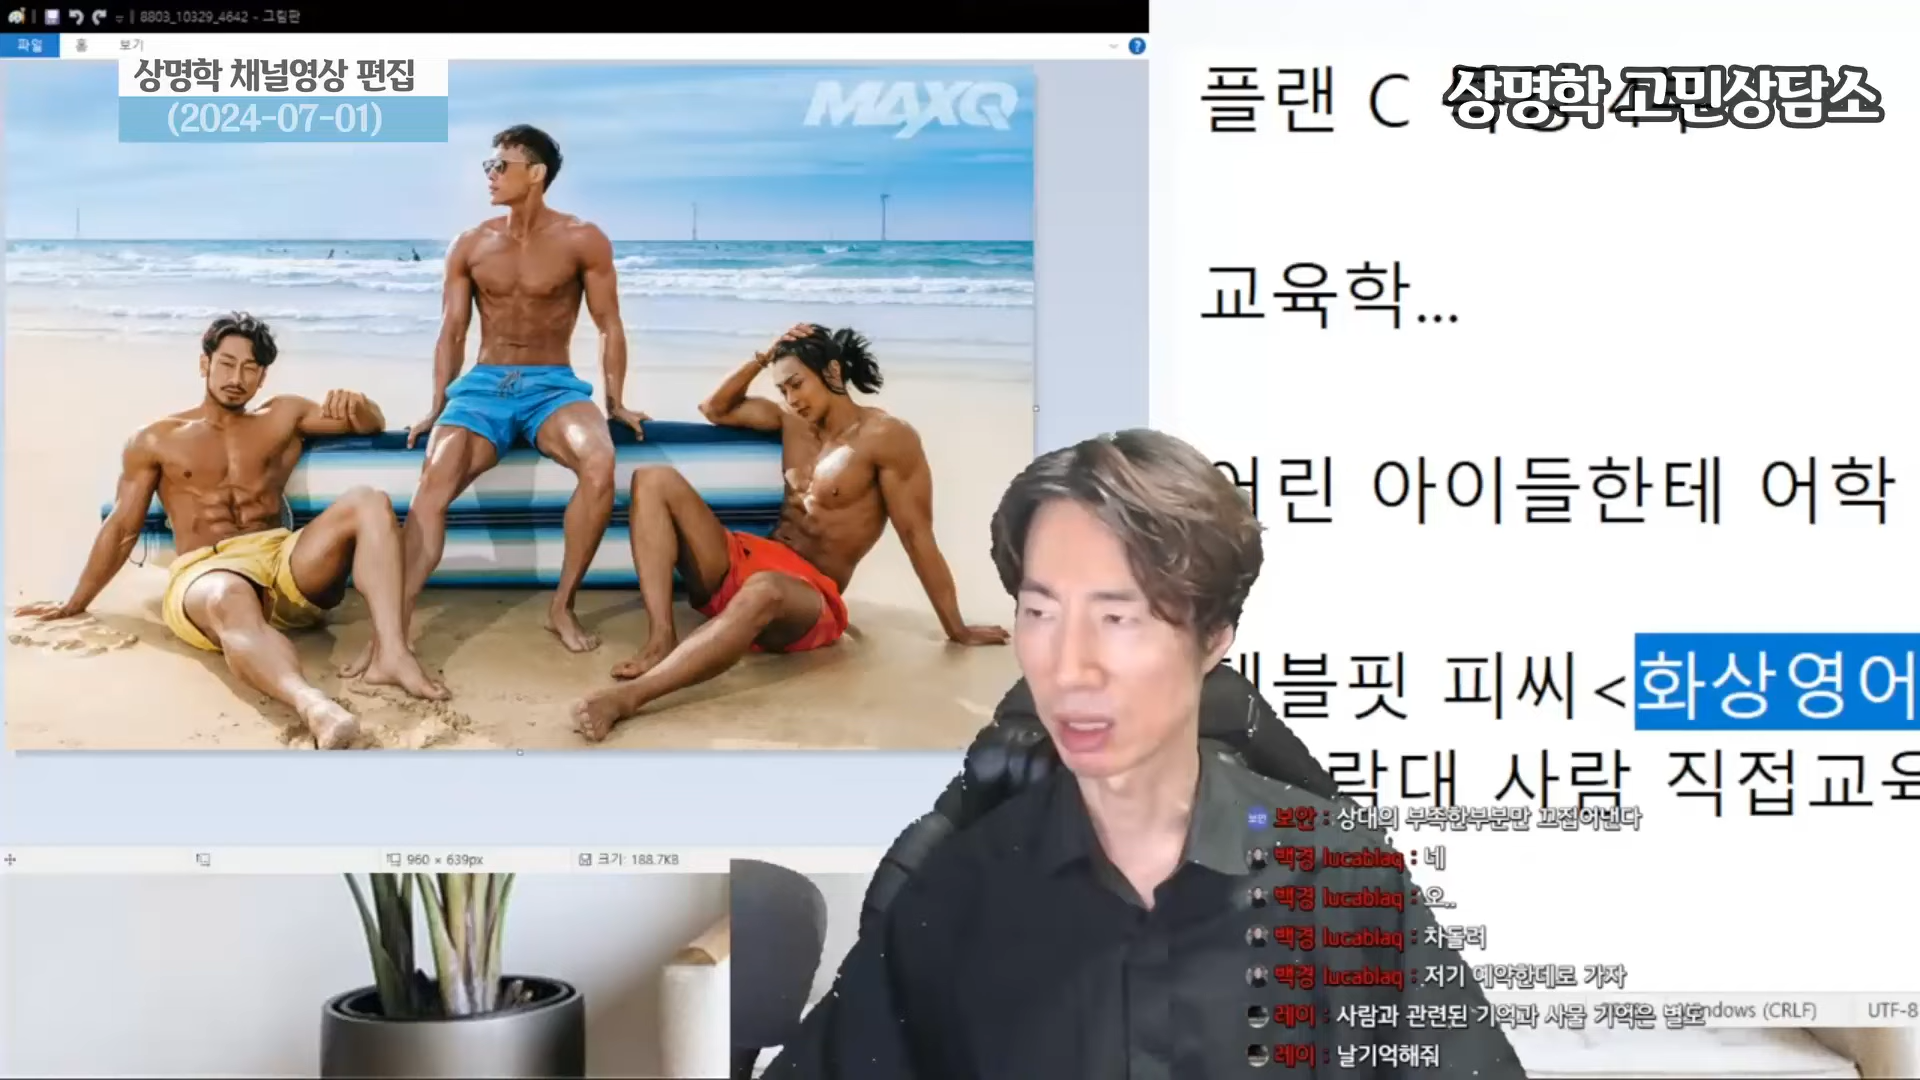 8803_10329_4642 - 그림판
파일 홈 보기
상명학 채널영상 편집
(2024-07-01)
MAXQ
960 × 639px
크기: 188.7KB
플랜 C
상명학 고민상담소
교육학...
어린 아이들한테 어학
블핏 피씨<화상영어
락대 사람 직접교육
보안 : 상대의 부족한부분만 끄집어낸다
백경 lucablaq : 네
백경 lucablaq : 오..
백경 lucablaq : 차돌려
백경 lucablaq : 저기 예약한데로 가자
레이 : 사람과 관련된 기억과 사물 기억은 별도
레이 : 날기억해줘
Windows (CRLF)
UTF-8